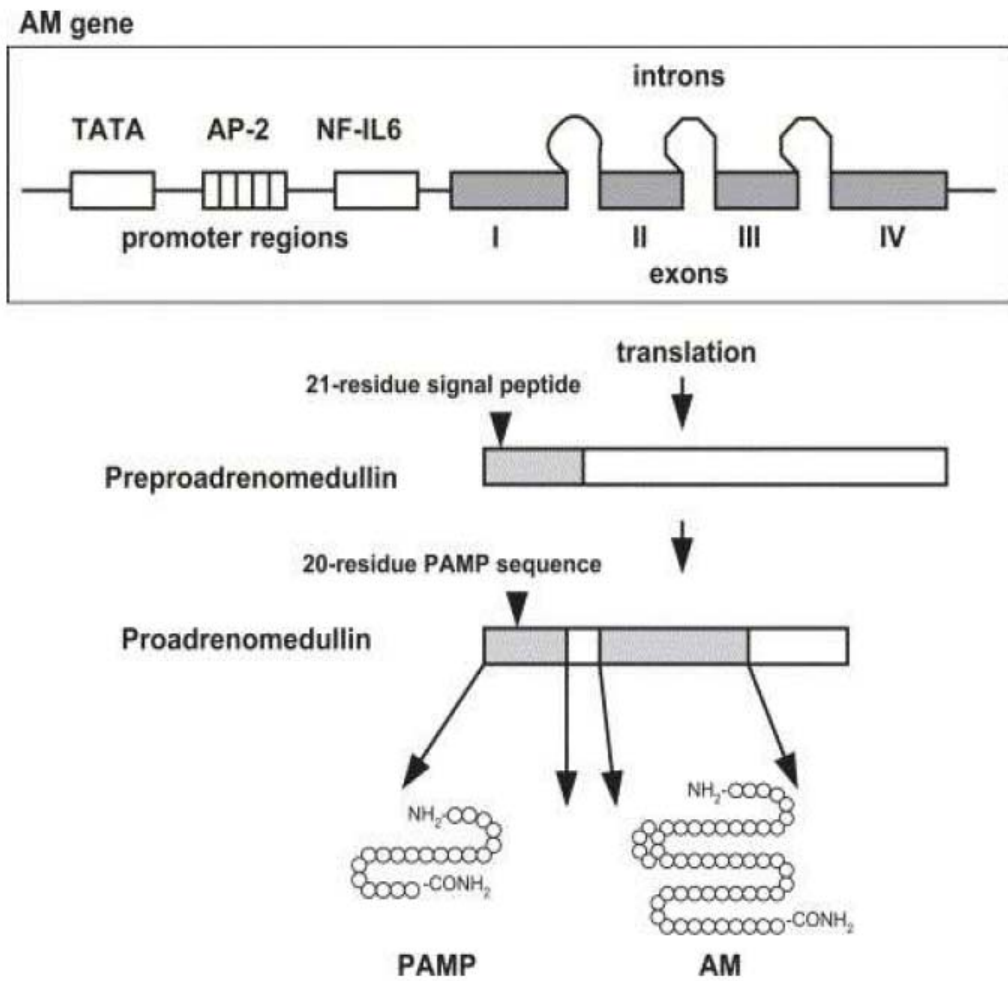 AM gene
introns
TATA AP-2 NF-IL6
promoter regions I II III IV
exons
translation
21-residue signal peptide
Preproadrenomedullin
20-residue PAMP sequence
Proadrenomedullin
NH2- NH2-
-CONH2 -CONH2
PAMP AM